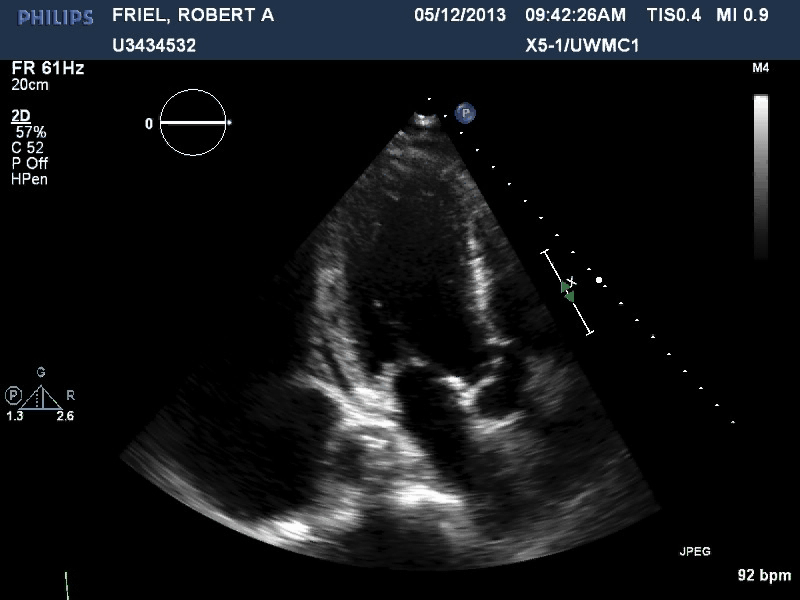 PHILIPS FRIEL, ROBERT A 05/12/2013 09:42:26AM TIS0.4 MI 0.9
U3434532 X5-1/UWMC1
FR 61Hz
20cm
M4
2D
57%
C 52
P Off
HPen
0
P
X
G
P R
1.3 2.6
JPEG
92 bpm